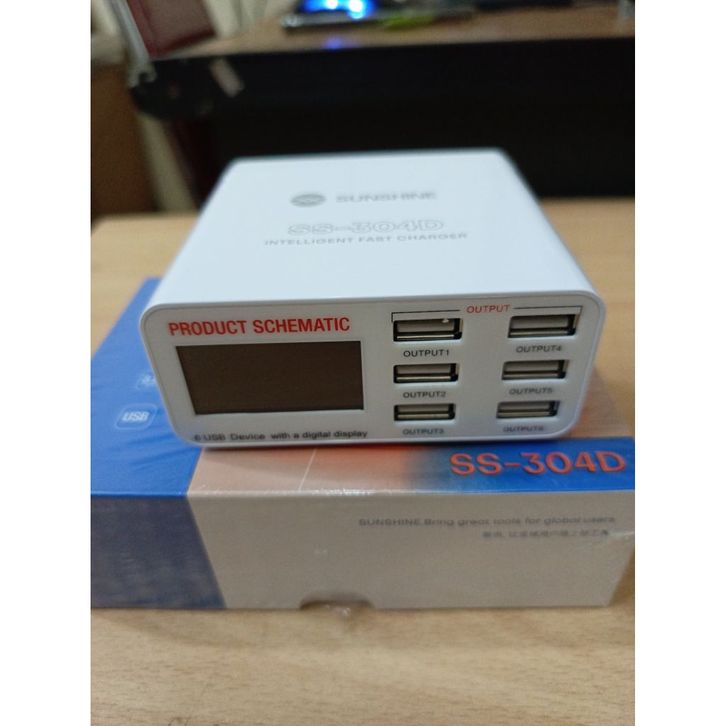 SUNSHINE
SS-304D
INTELLIGENT FAST CHARGER
PRODUCT SCHEMATIC
OUTPUT
OUTPUT1
OUTPUT4
OUTPUT2
OUTPUT5
OUTPUT3
OUTPUT6
6 USB Device with a digital display
USB
SS-304D
SUNSHINE Bring great tools for global users